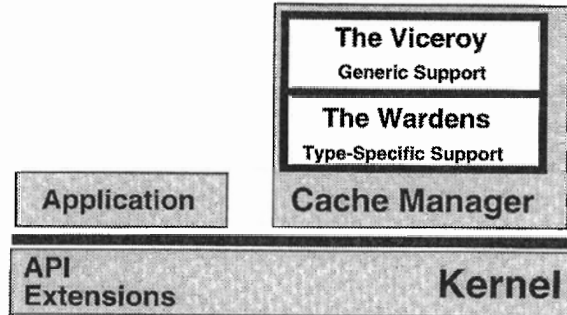 The Viceroy
Generic Support
The Wardens
Type-Specific Support
Application
Cache Manager
API
Extensions
Kernel